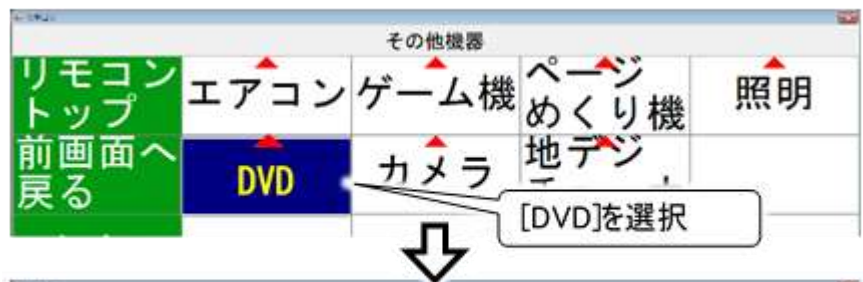 その他機器
リモコン
トップ
エアコン
ゲーム機
ページ
めくり機
照明
前画面へ
戻る
DVD
カメラ
地デジ
[DVD]を選択